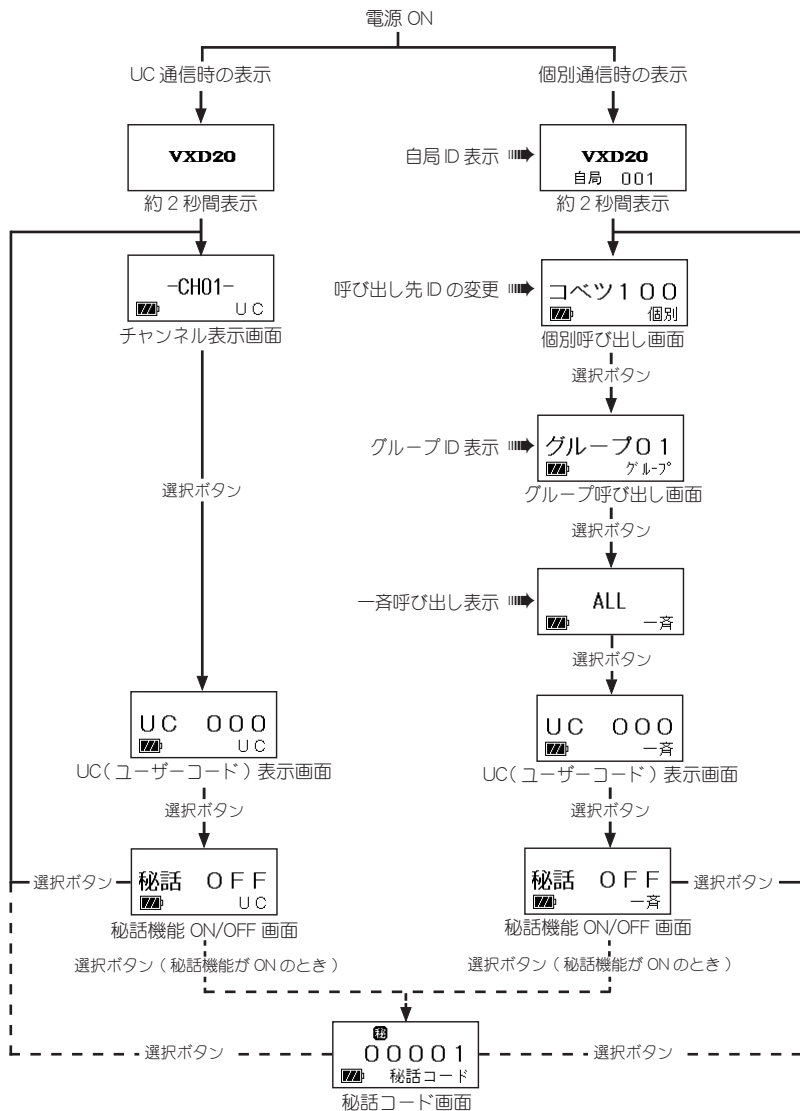 電源 ON
UC 通信時の表示
個別通信時の表示
VXD20
約 2 秒間表示
自局 ID 表示
VXD20
自局 001
約 2 秒間表示
-CH01-
UC
チャンネル表示画面
呼び出し先 ID の変更
コベツ100
個別
個別呼び出し画面
選択ボタン
グループ ID 表示
グループ01
グループ
グループ呼び出し画面
選択ボタン
選択ボタン
一斉呼び出し表示
ALL
一斉
選択ボタン
UC 000
UC
UC(ユーザーコード) 表示画面
UC 000
一斉
UC(ユーザーコード) 表示画面
選択ボタン
選択ボタン
選択ボタン
秘話 OFF
UC
秘話機能 ON/OFF 画面
秘話 OFF
一斉
選択ボタン
秘話機能 ON/OFF 画面
選択ボタン ( 秘話機能が ON のとき )
選択ボタン ( 秘話機能が ON のとき )
選択ボタン
秘
00001
秘話コード
選択ボタン
秘話コード画面